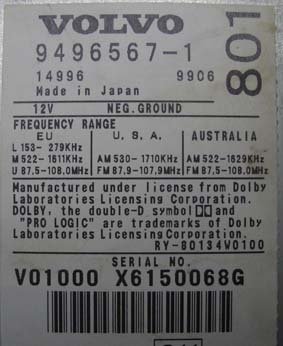 VOLVO
801
9496567-1
14996 9906
Made in Japan
12V NEG.GROUND
FREQUENCY RANGE
EU U.S.A. AUSTRALIA
L 153- 279KHz
M 522-1611KHz AM 530-1710KHz AM 522-1629KHz
U 87.5-108.0MHz FM 87.9-107.9MHz FM 87.5-108.0MHz
Manufactured under license from Dolby
Laboratories Licensing Corporation.
DOLBY, the double-D symbol and
"PRO LOGIC" are trademarks of Dolby
Laboratories Licensing Corporation.
RY-80134W0100
SERIAL NO.
V01000 X6150068G